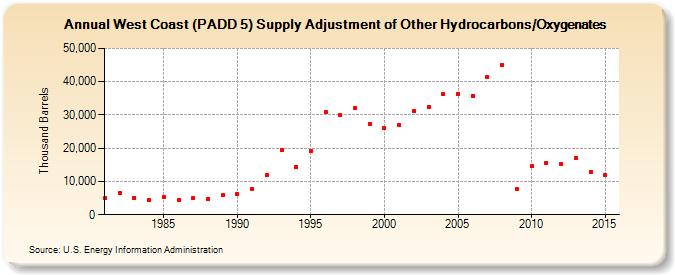 Annual West Coast (PADD 5) Supply Adjustment of Other Hydrocarbons/Oxygenates
Thousand Barrels
50,000
40,000
30,000
20,000
10,000
0
1985 1990 1995 2000 2005 2010 2015
Source: U.S. Energy Information Administration